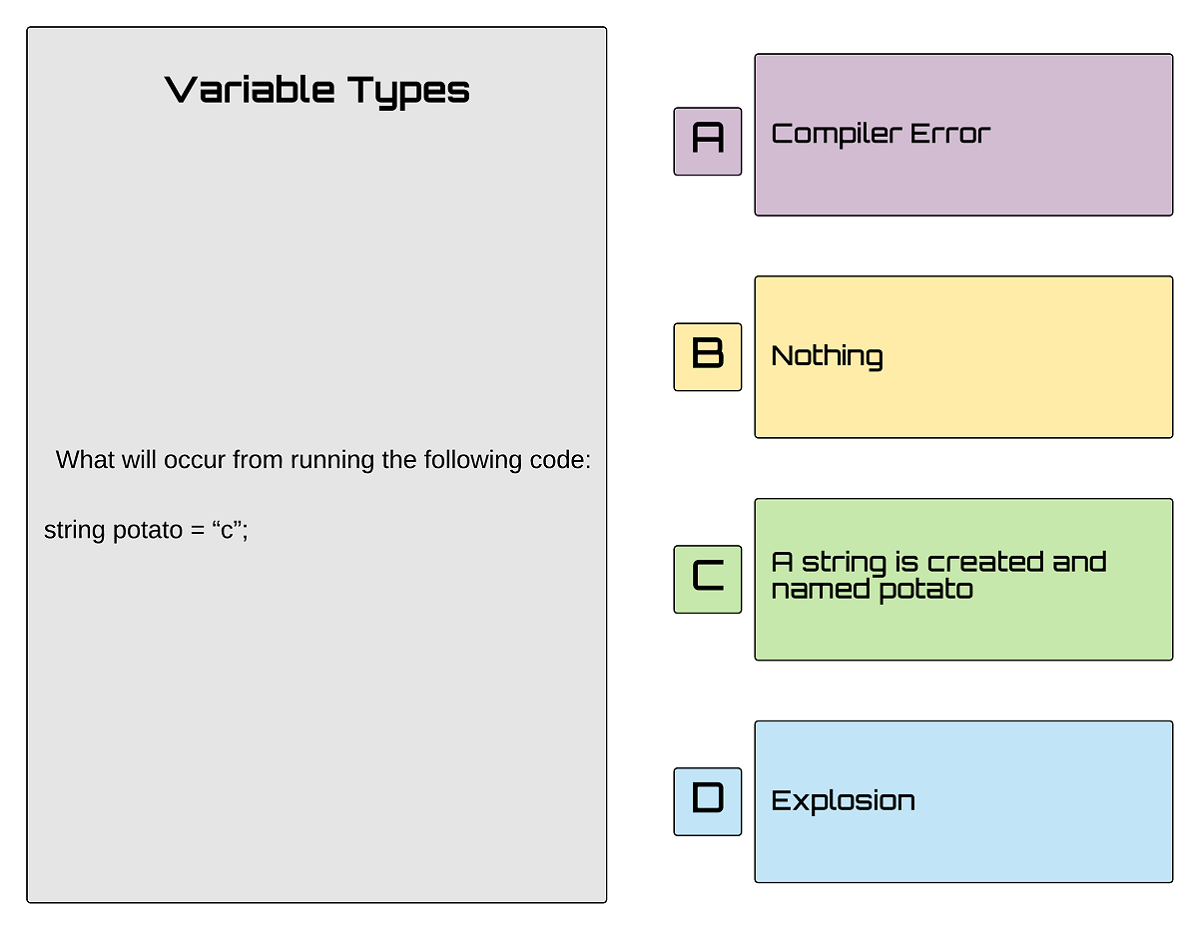 Variable Types
What will occur from running the following code:
string potato = “c”;
A
Compiler Error
B
Nothing
C
A string is created and
named potato
D
Explosion